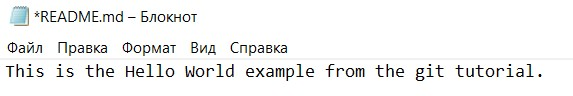 *README.md – Блокнот
Файл Правка Формат Вид Справка
This is the Hello World example from the git tutorial.